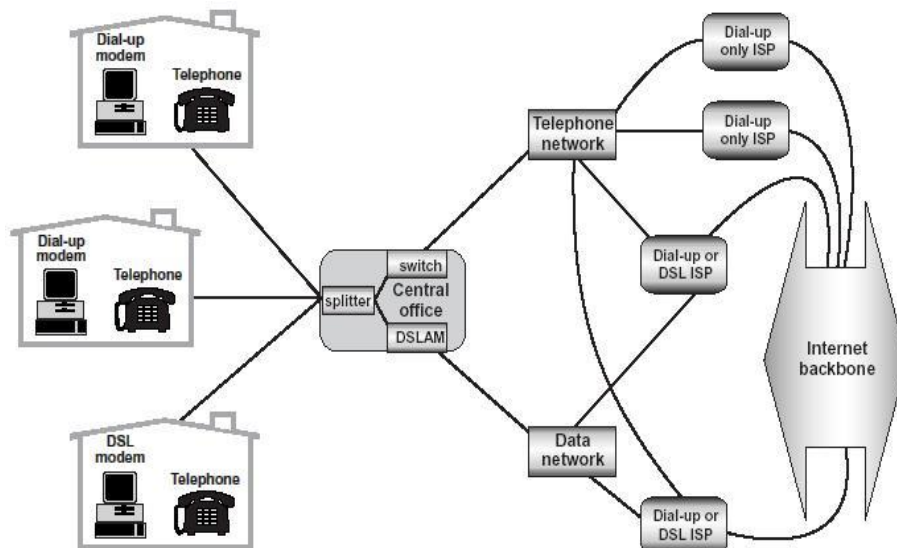 Dial-up
modem
Telephone
Dial-up
modem
Telephone
DSL
modem
Telephone
splitter
switch
Central
office
DSLAM
Telephone
network
Data
network
Dial-up
only ISP
Dial-up
only ISP
Dial-up or
DSL ISP
Dial-up or
DSL ISP
Internet
backbone